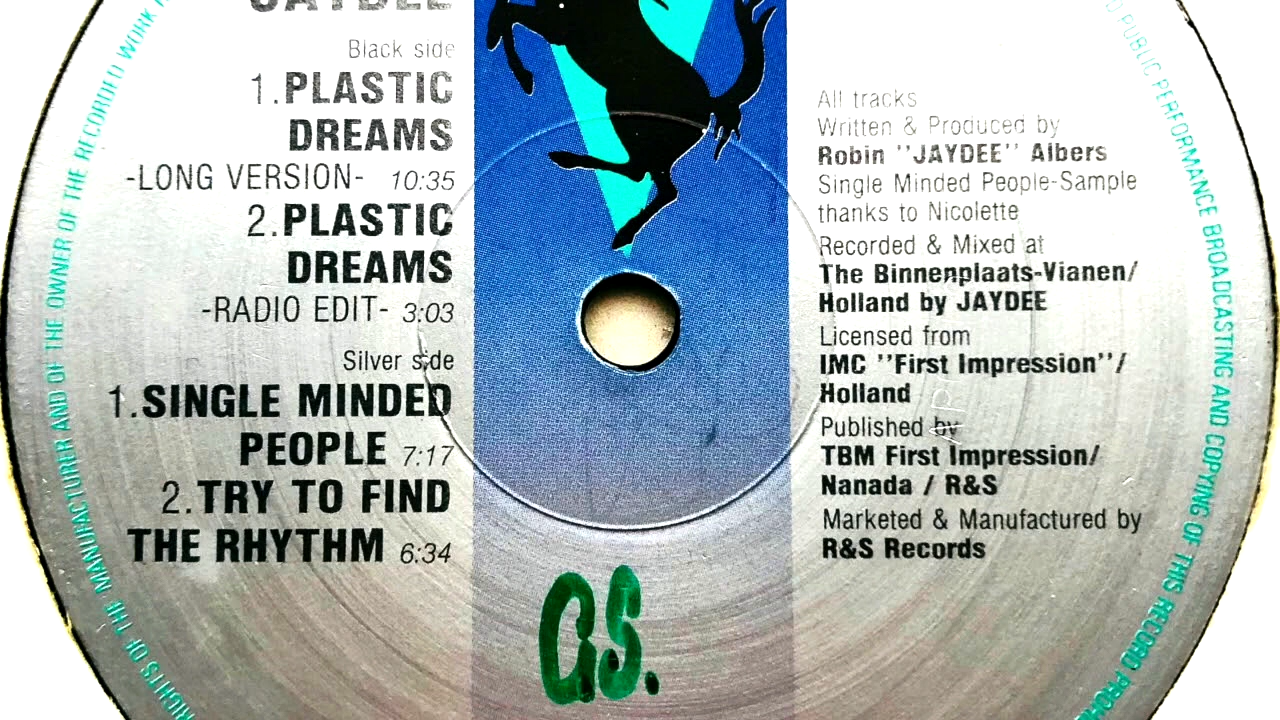 JAYDEE
Black side
1.PLASTIC
DREAMS
-LONG VERSION- 10:35
2.PLASTIC
DREAMS
-RADIO EDIT- 3:03
Silver side
1.SINGLE MINDED
PEOPLE 7:17
2.TRY TO FIND
THE RHYTHM 6:34
All tracks
Written & Produced by
Robin "JAYDEE" Albers
Single Minded People-Sample
thanks to Nicolette
Recorded & Mixed at
The Binnenplaats-Vianen/
Holland by JAYDEE
Licensed from
IMC "First Impression"/
Holland
Published by
TBM First Impression/
Nanada / R&S
Marketed & Manufactured by
R&S Records
RIGHTS OF THE MANUFACTURER AND OF THE OWNER OF THE RECORDED WORK
PUBLIC PERFORMANCE BROADCASTING AND COPYING OF THIS RECORD
G.S.